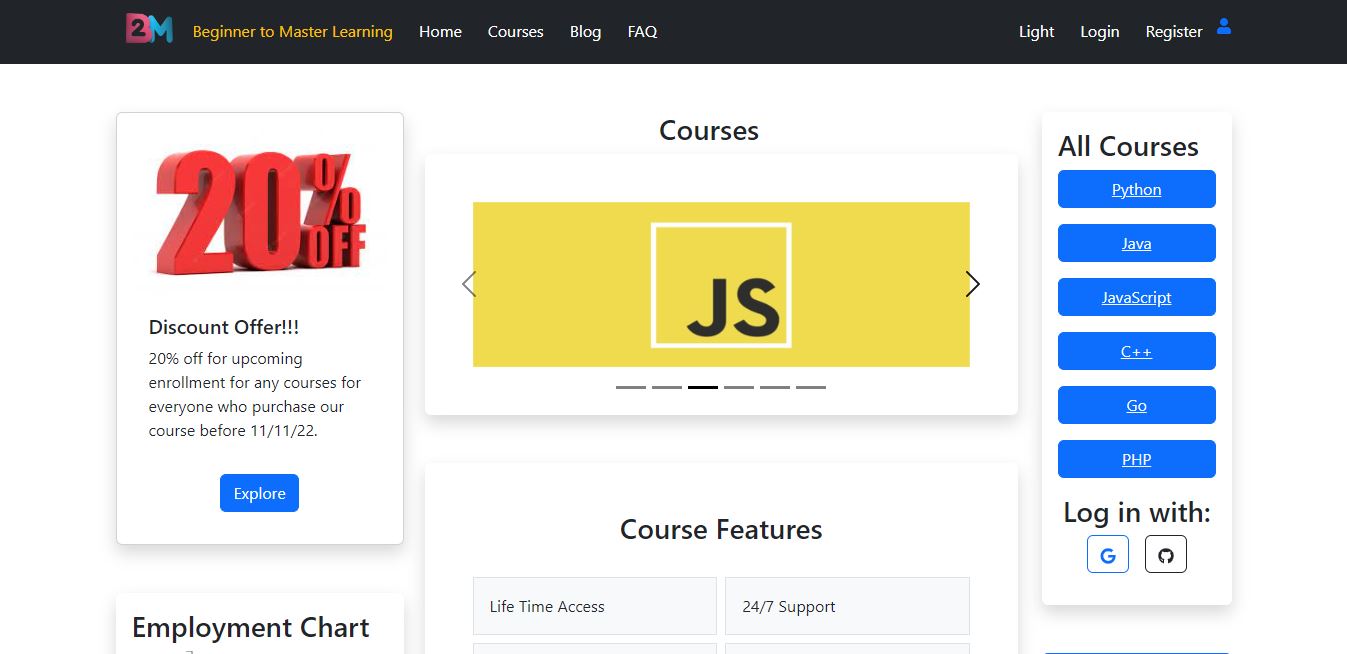 B2M Beginner to Master Learning Home Courses Blog FAQ Light Login Register
20% OFF
Discount Offer!!!
20% off for upcoming
enrollment for any courses for
everyone who purchase our
course before 11/11/22.
Explore
Employment Chart
Courses
JS
Course Features
Life Time Access
24/7 Support
All Courses
Python
Java
JavaScript
C++
Go
PHP
Log in with:
G